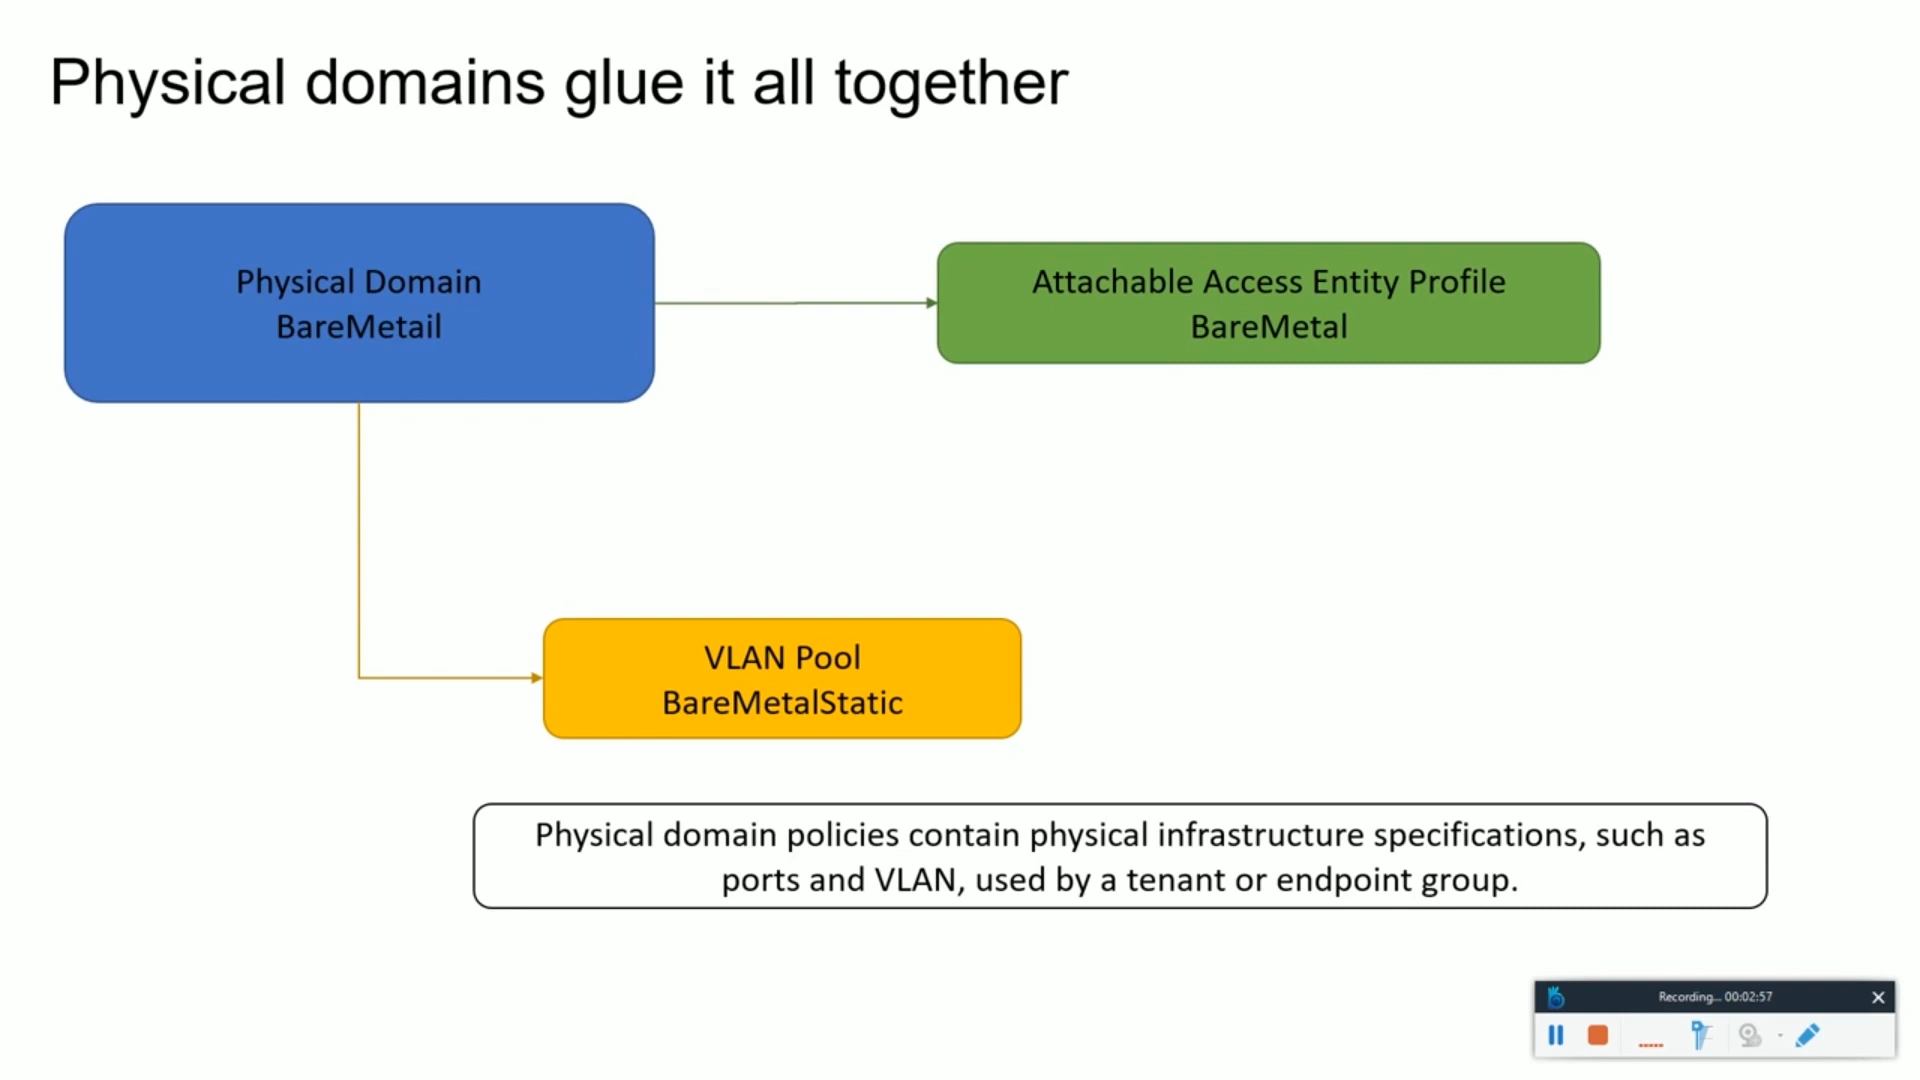 Physical domains glue it all together
Physical Domain
BareMetail
Attachable Access Entity Profile
BareMetal
VLAN Pool
BareMetalStatic
Physical domain policies contain physical infrastructure specifications, such as
ports and VLAN, used by a tenant or endpoint group.
Recording... 00:02:57